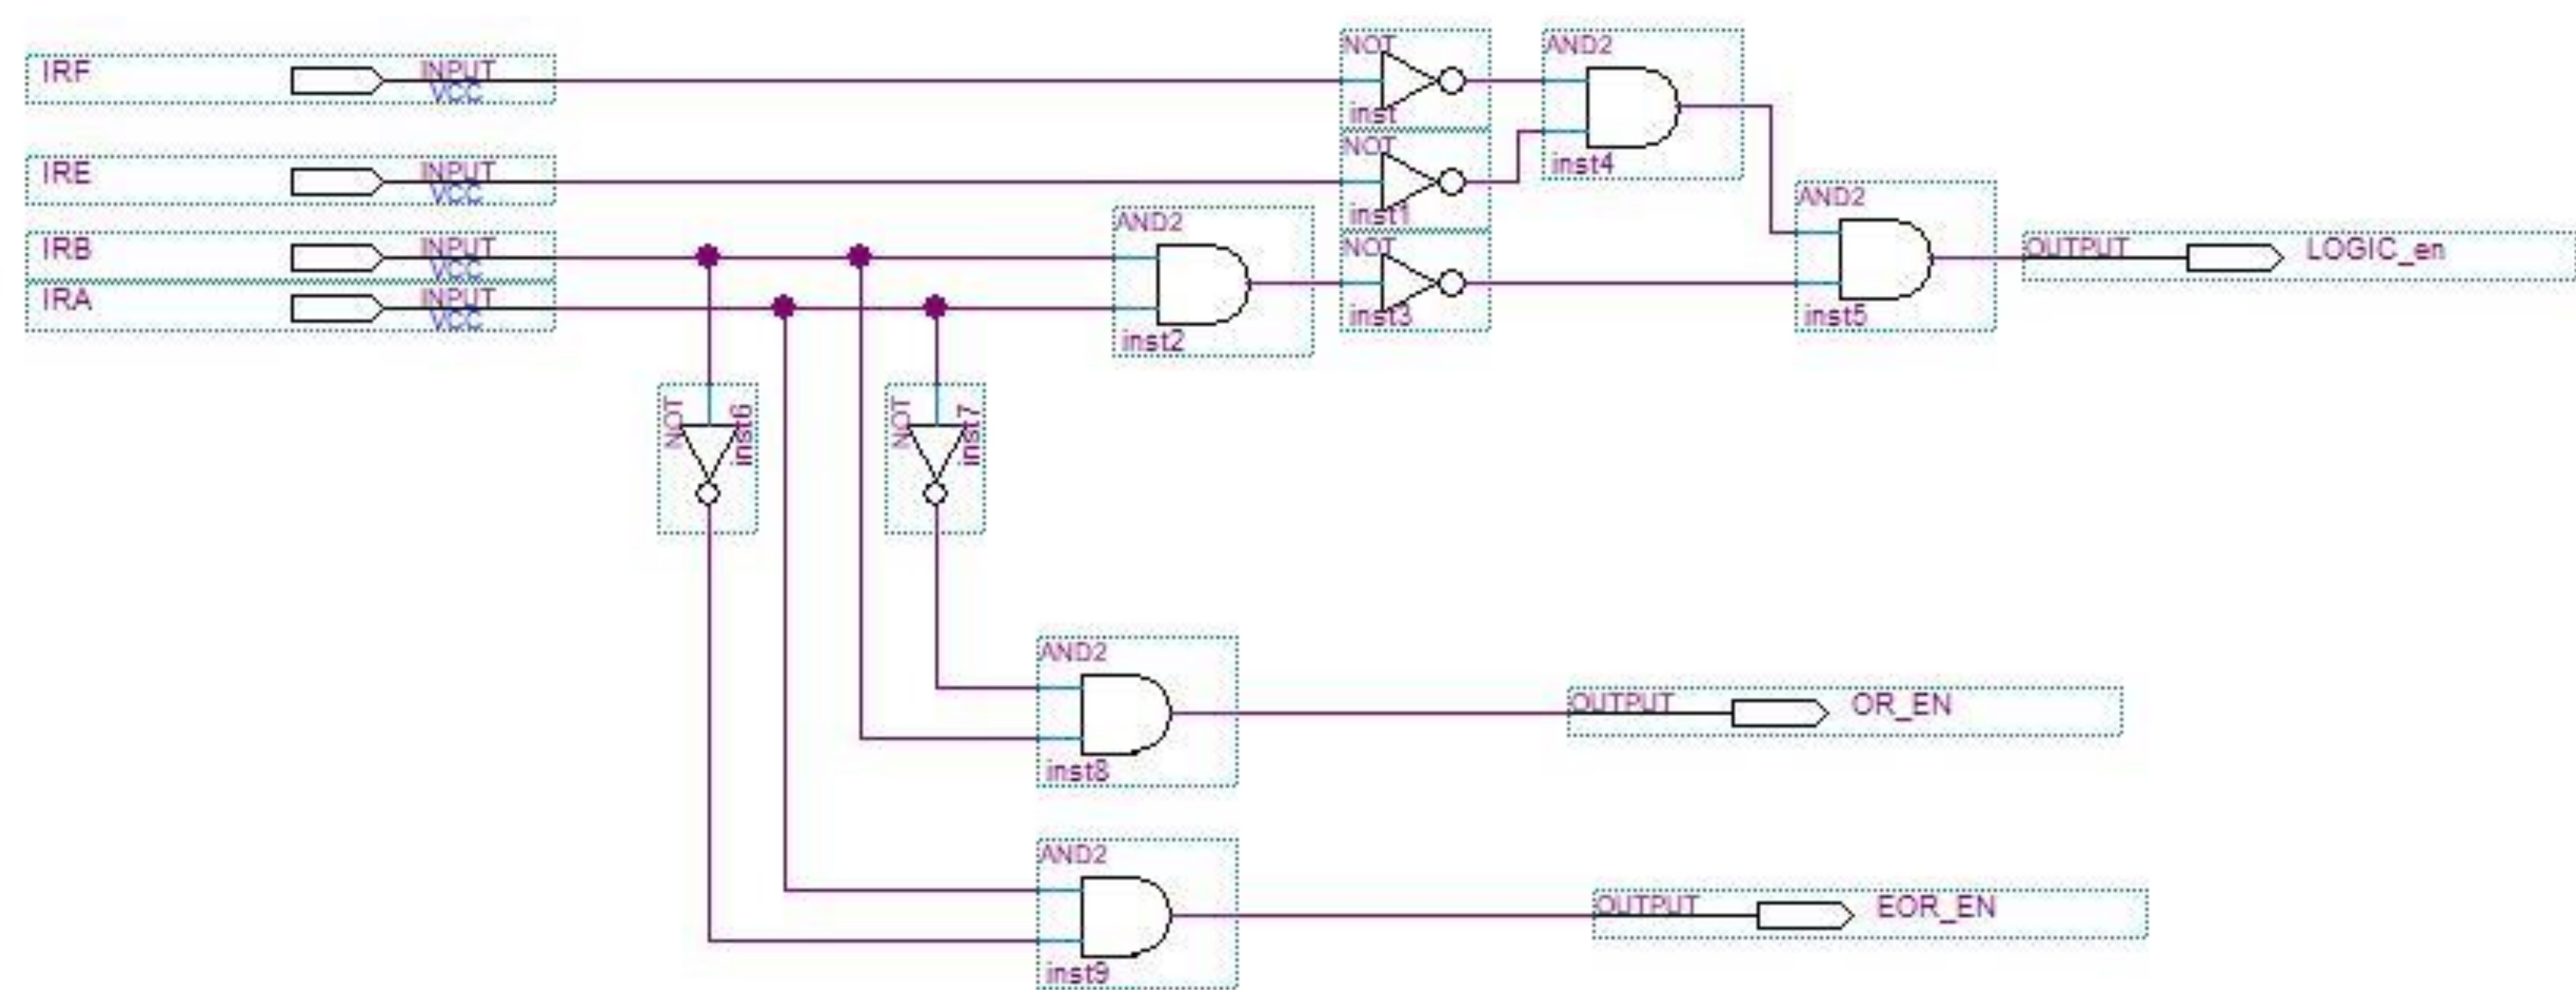 IRF INPUT VCC
NOT
inst
AND2
inst4
IRE INPUT VCC
NOT
inst1
IRB INPUT VCC
IRA INPUT VCC
AND2
inst2
NOT
inst3
AND2
inst5
OUTPUT LOGIC_en
NOT
inst6
NOT
inst7
AND2
inst8
OUTPUT OR_EN
AND2
inst9
OUTPUT EOR_EN